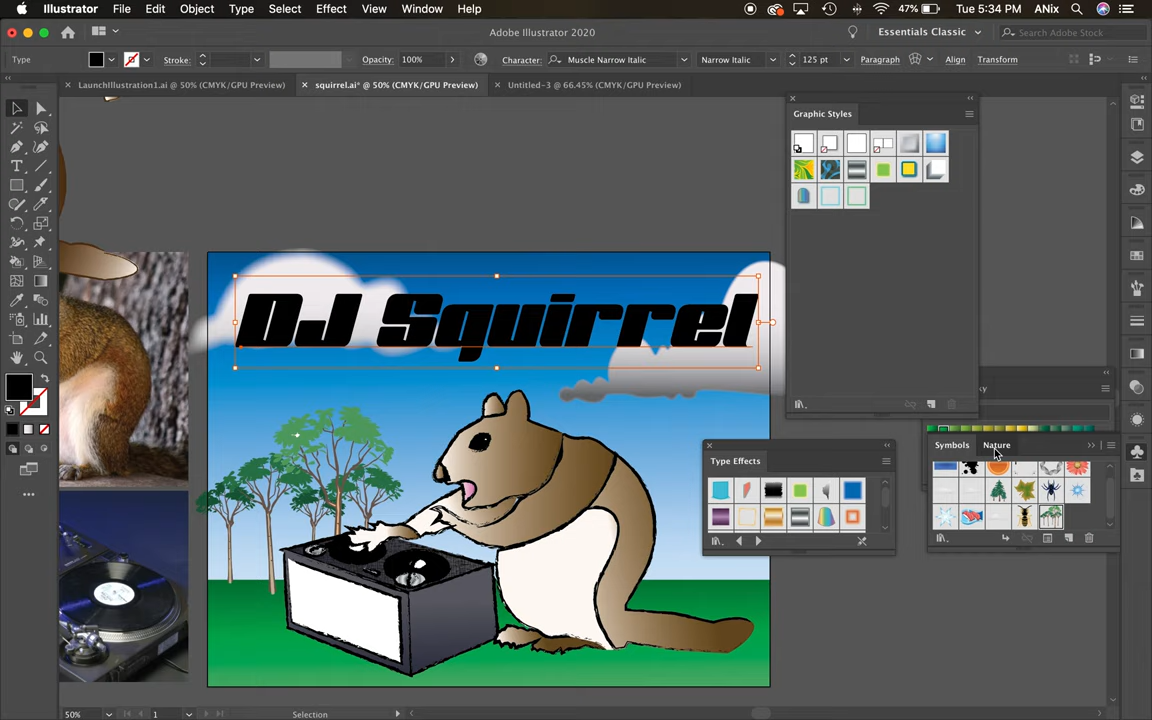 Illustrator File Edit Object Type Select Effect View Window Help 47% Tue 5:34 PM ANix
Adobe Illustrator 2020 Essentials Classic Search Adobe Stock
Type Stroke: Opacity: 100% Character: Muscle Narrow Italic Narrow Italic 125 pt Paragraph Align Transform
× LaunchIllustration1.ai @ 50% (CMYK/GPU Preview) × squirrel.ai* @ 50% (CMYK/GPU Preview) × Untitled-3 @ 66.45% (CMYK/GPU Preview)
Graphic Styles
DJ Squirrel
Symbols Nature
Type Effects
50% 1 Selection